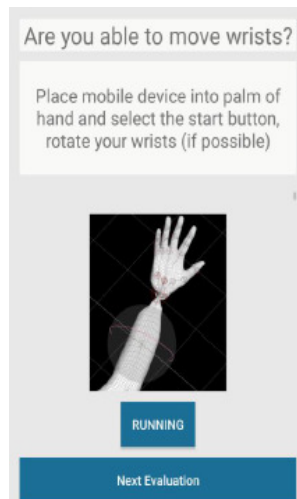 Are you able to move wrists?
Place mobile device into palm of
hand and select the start button,
rotate your wrists (if possible)
RUNNING
Next Evaluation